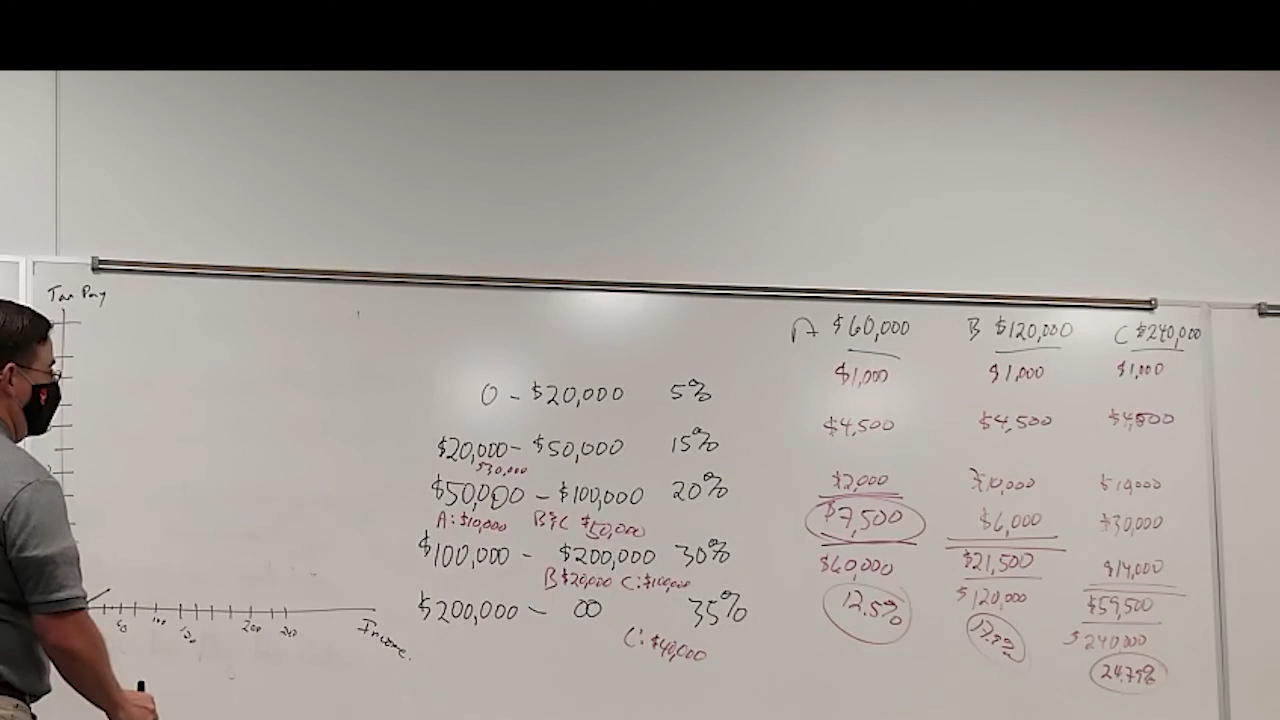 Tax Pay
60 100 120 200 240
Income
0 - $20,000 5%
$20,000 - $50,000 15%
$30,000
$50,000 - $100,000 20%
A: $10,000 B&C $50,000
$100,000 - $200,000 30%
B $20,000 C: $100,000
$200,000 - ∞ 35%
C: $40,000
A $60,000
$1,000
$4,500
$2,000
$7,500
$60,000
12.5%
B $120,000
$1,000
$4,500
$10,000
$6,000
$21,500
$120,000
17.9%
C $240,000
$1,000
$4,500
$10,000
$30,000
$14,000
$59,500
$240,000
24.79%